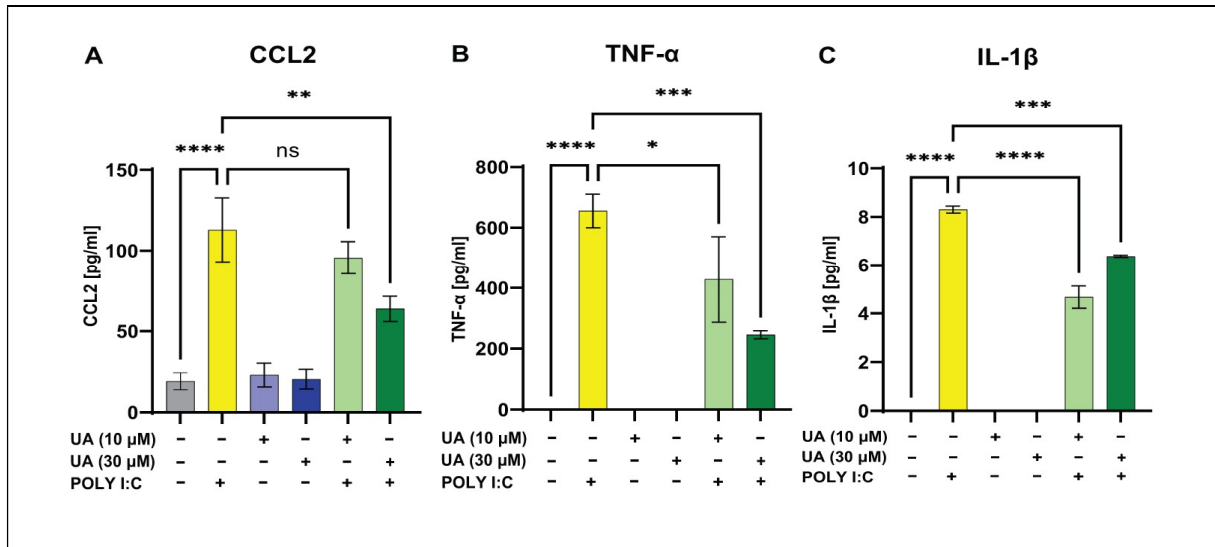 A CCL2
** 
**** ns
150
100
50
0
CCL2 [pg/ml]
UA (10 µM) – – + – + –
UA (30 µM) – – – + – +
POLY I:C – + – – + +
B TNF-α
***
**** *
800
600
400
200
0
TNF-α [pg/ml]
UA (10 µM) – – + – + –
UA (30 µM) – – – + – +
POLY I:C – + – – + +
C IL-1β
***
**** ****
10
8
6
4
2
0
IL-1β [pg/ml]
UA (10 µM) – – + – + –
UA (30 µM) – – – + – +
POLY I:C – + – – + +